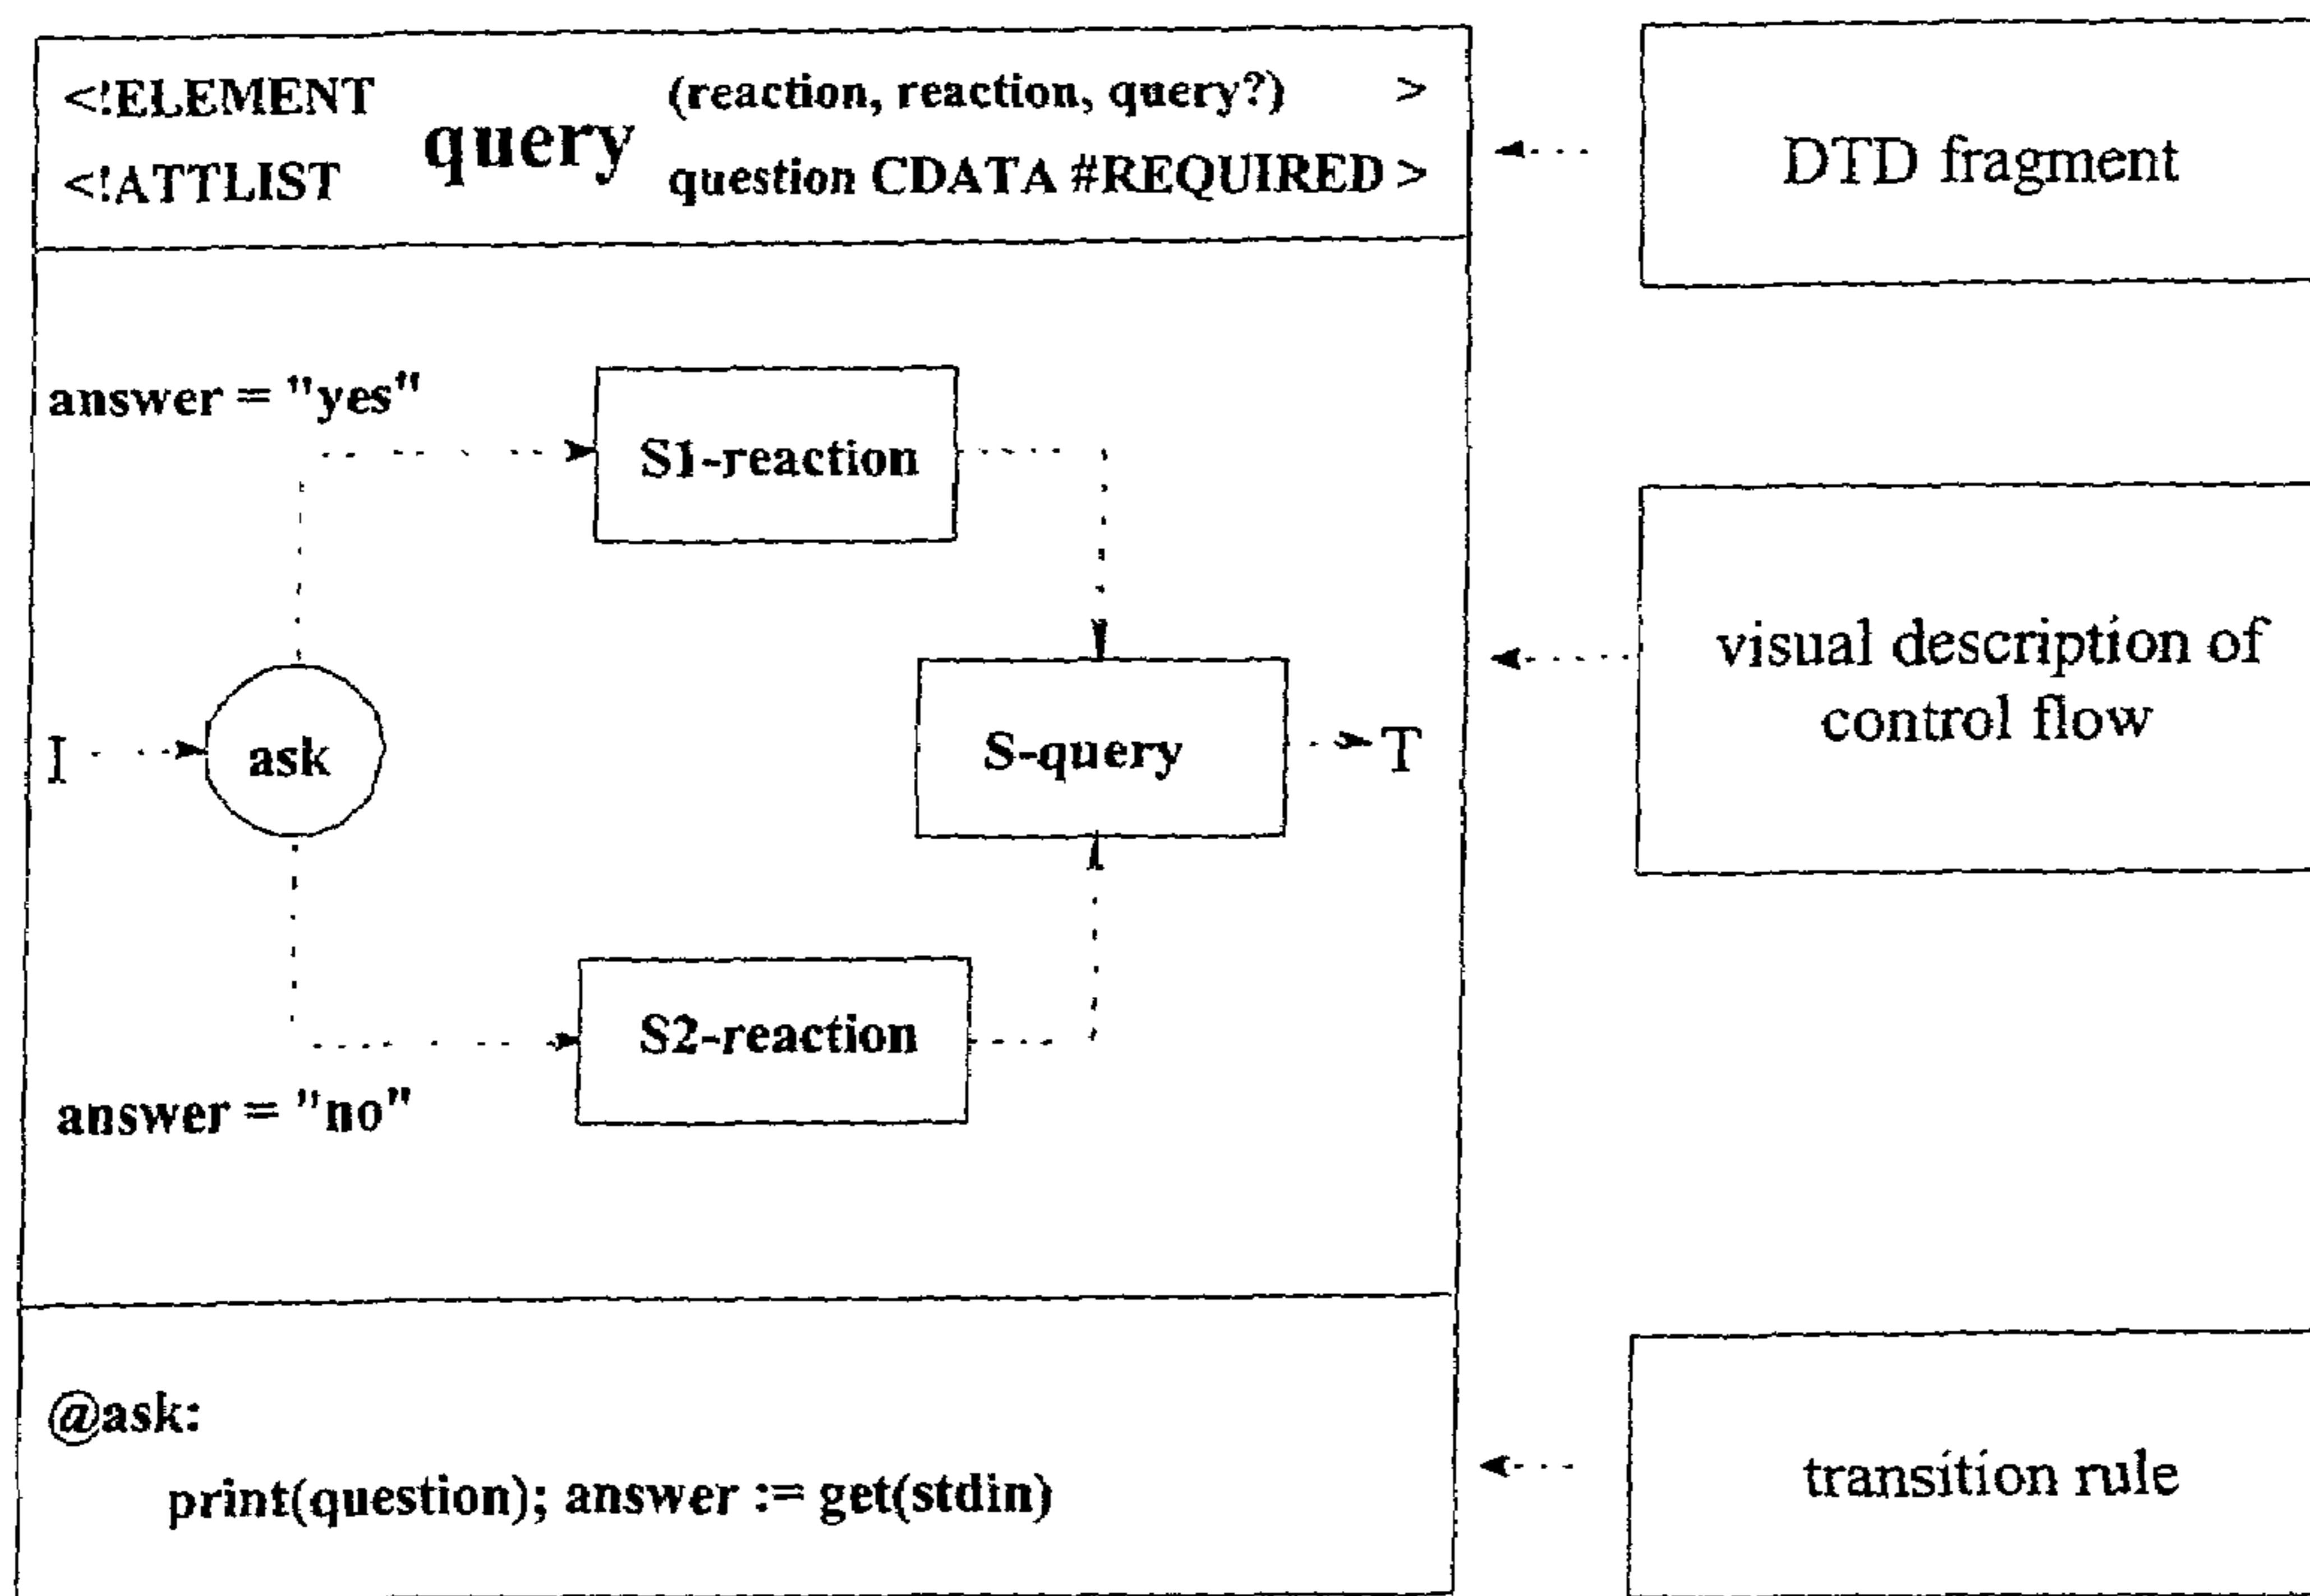 <!ELEMENT query (reaction, reaction, query?) >
<!ATTLIST question CDATA #REQUIRED >
DTD fragment
answer = "yes"
S1-reaction
visual description of
control flow
I
ask
S-query
T
S2-reaction
answer = "no"
@ask:
print(question); answer := get(stdin)
transition rule